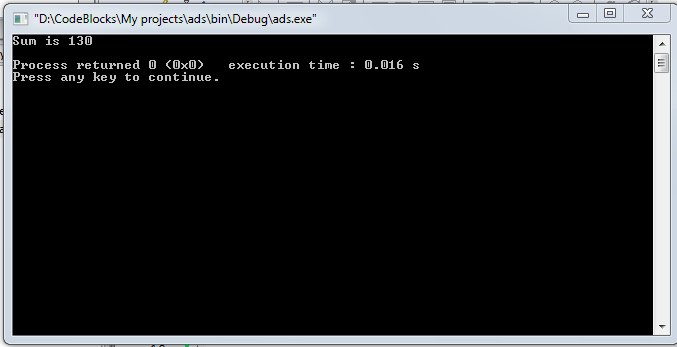 "D:\CodeBlocks\My projects\ads\bin\Debug\ads.exe"
Sum is 130
Process returned 0 (0x0)   execution time : 0.016 s
Press any key to continue.